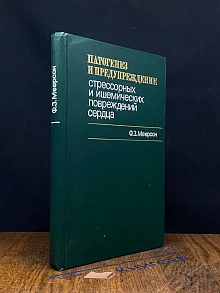 ПАТОГЕНЕЗ
И ПРЕДУПРЕЖДЕНИЕ
стрессорных
и ишемических
повреждений
сердца
Ф.З. Меерсон
Ф.З.Меерсон